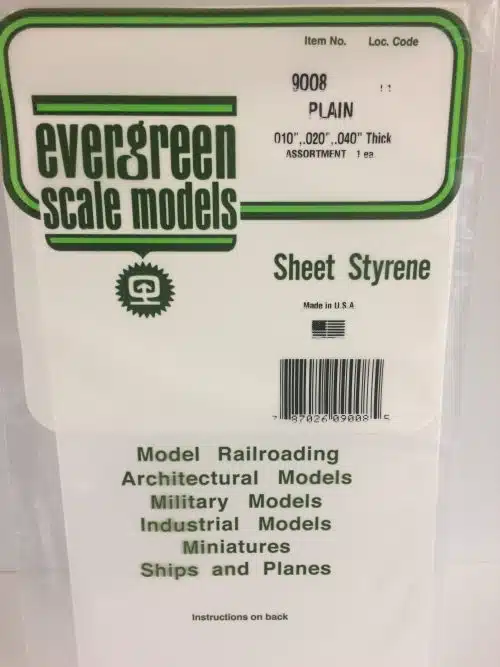 Item No. Loc. Code
9008 11
PLAIN
010",.020",.040" Thick
ASSORTMENT 1 ea.
evergreen
scale models
Sheet Styrene
Made in U.S.A
7 87026 09008 5
Model Railroading
Architectural Models
Military Models
Industrial Models
Miniatures
Ships and Planes
Instructions on back